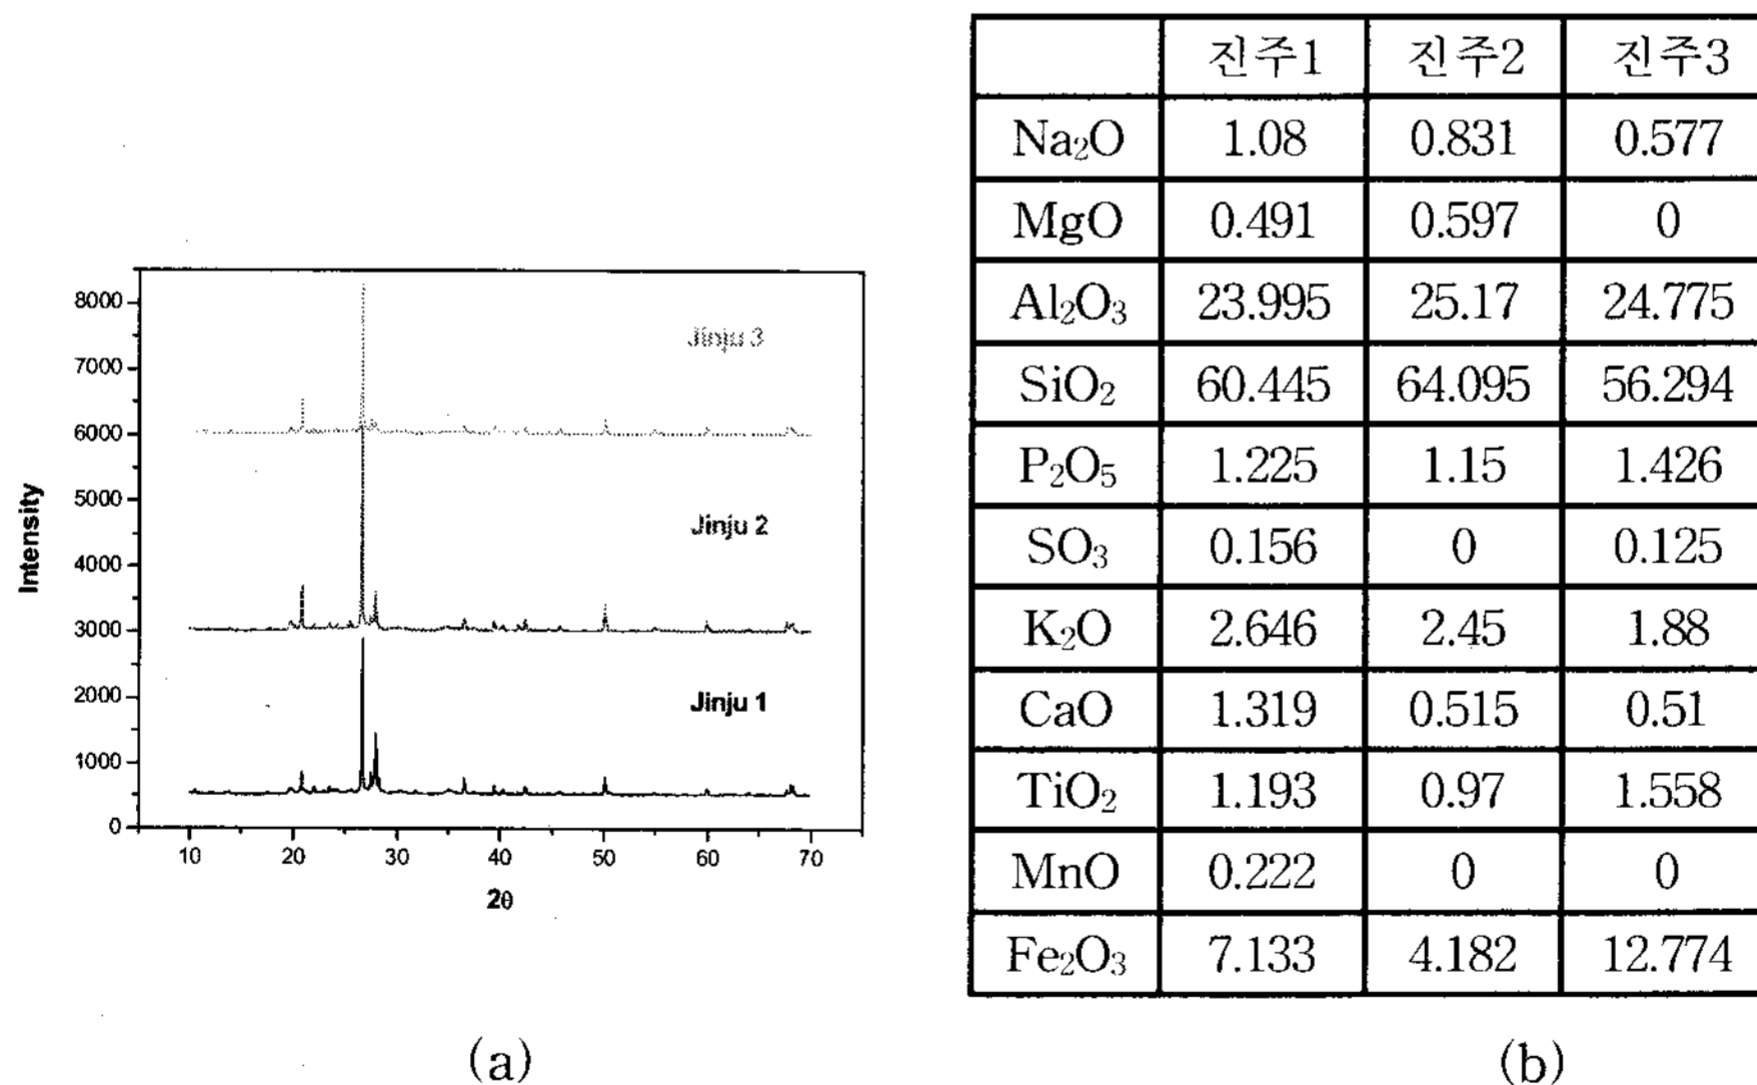 8000
7000
6000
5000
4000
3000
2000
1000
0
Intensity
Jinju 3
Jinju 2
Jinju 1
10 20 30 40 50 60 70
2θ
(a)
진주1 진주2 진주3
Na₂O 1.08 0.831 0.577
MgO 0.491 0.597 0
Al₂O₃ 23.995 25.17 24.775
SiO₂ 60.445 64.095 56.294
P₂O₅ 1.225 1.15 1.426
SO₃ 0.156 0 0.125
K₂O 2.646 2.45 1.88
CaO 1.319 0.515 0.51
TiO₂ 1.193 0.97 1.558
MnO 0.222 0 0
Fe₂O₃ 7.133 4.182 12.774
(b)